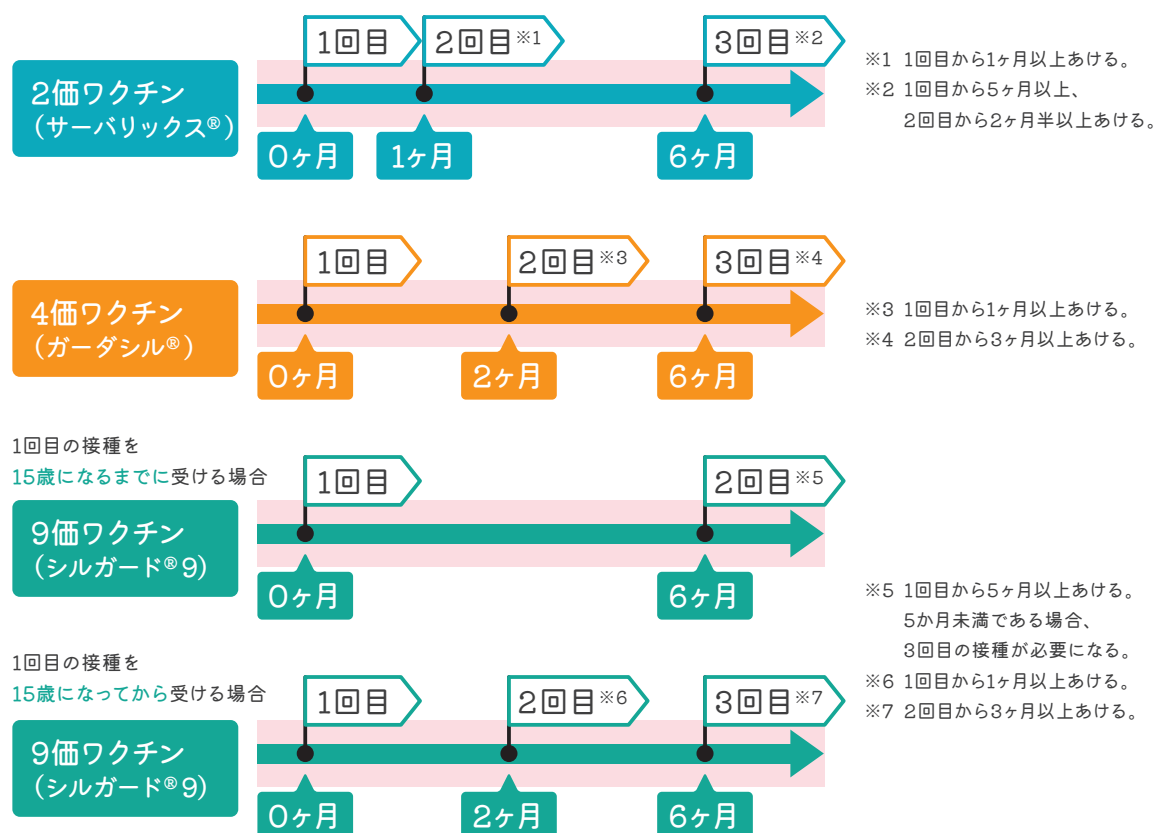 1回目
2回目※1
3回目※2
2価ワクチン
（サーバリックス®）
0ヶ月
1ヶ月
6ヶ月
※1 1回目から1ヶ月以上あける。
※2 1回目から5ヶ月以上、
2回目から2ヶ月半以上あける。
1回目
2回目※3
3回目※4
4価ワクチン
（ガーダシル®）
0ヶ月
2ヶ月
6ヶ月
※3 1回目から1ヶ月以上あける。
※4 2回目から3ヶ月以上あける。
1回目の接種を
15歳になるまでに受ける場合
1回目
2回目※5
9価ワクチン
（シルガード®9）
0ヶ月
6ヶ月
※5 1回目から5ヶ月以上あける。
5か月未満である場合、
3回目の接種が必要になる。
※6 1回目から1ヶ月以上あける。
※7 2回目から3ヶ月以上あける。
1回目の接種を
15歳になってから受ける場合
1回目
2回目※6
3回目※7
9価ワクチン
（シルガード®9）
0ヶ月
2ヶ月
6ヶ月